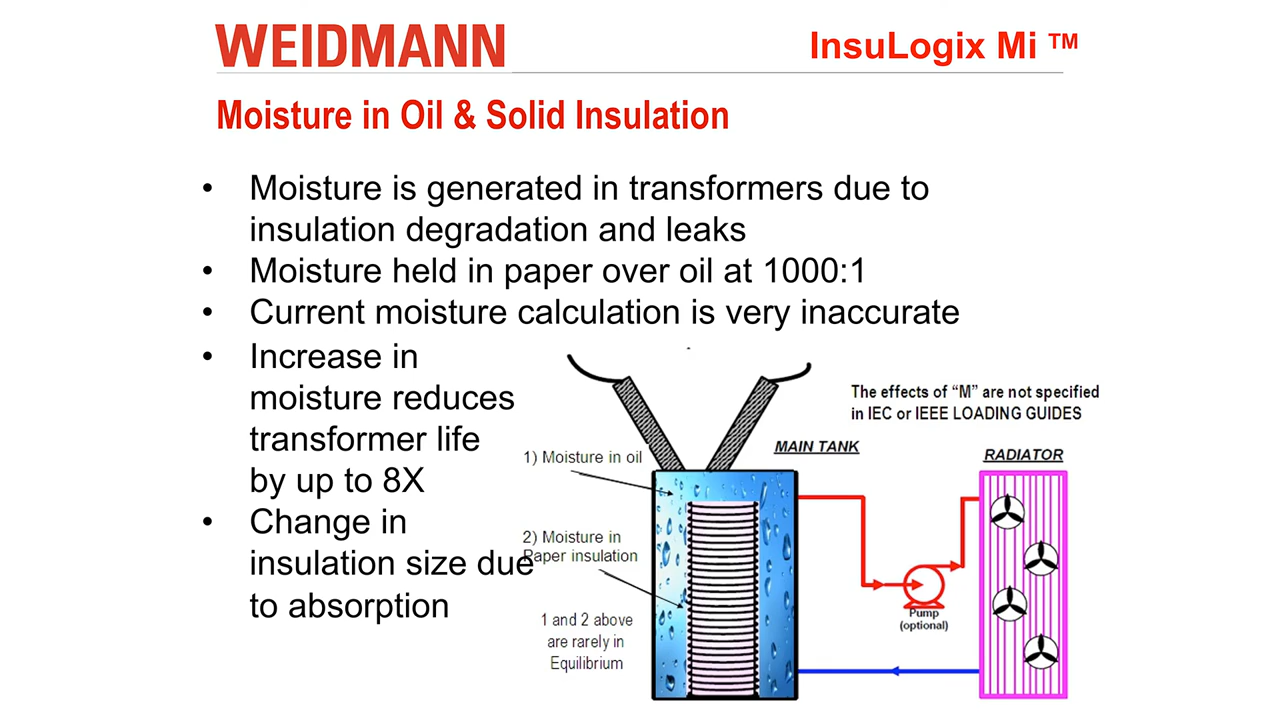 WEIDMANN
InsuLogix Mi ™
Moisture in Oil & Solid Insulation
• Moisture is generated in transformers due to
insulation degradation and leaks
• Moisture held in paper over oil at 1000:1
• Current moisture calculation is very inaccurate
• Increase in
moisture reduces
transformer life
by up to 8X
• Change in
insulation size due
to absorption
The effects of “M” are not specified
in IEC or IEEE LOADING GUIDES
MAIN TANK
RADIATOR
1) Moisture in oil
2) Moisture in
Paper insulation
1 and 2 above
are rarely in
Equilibrium
Pump
(optional)